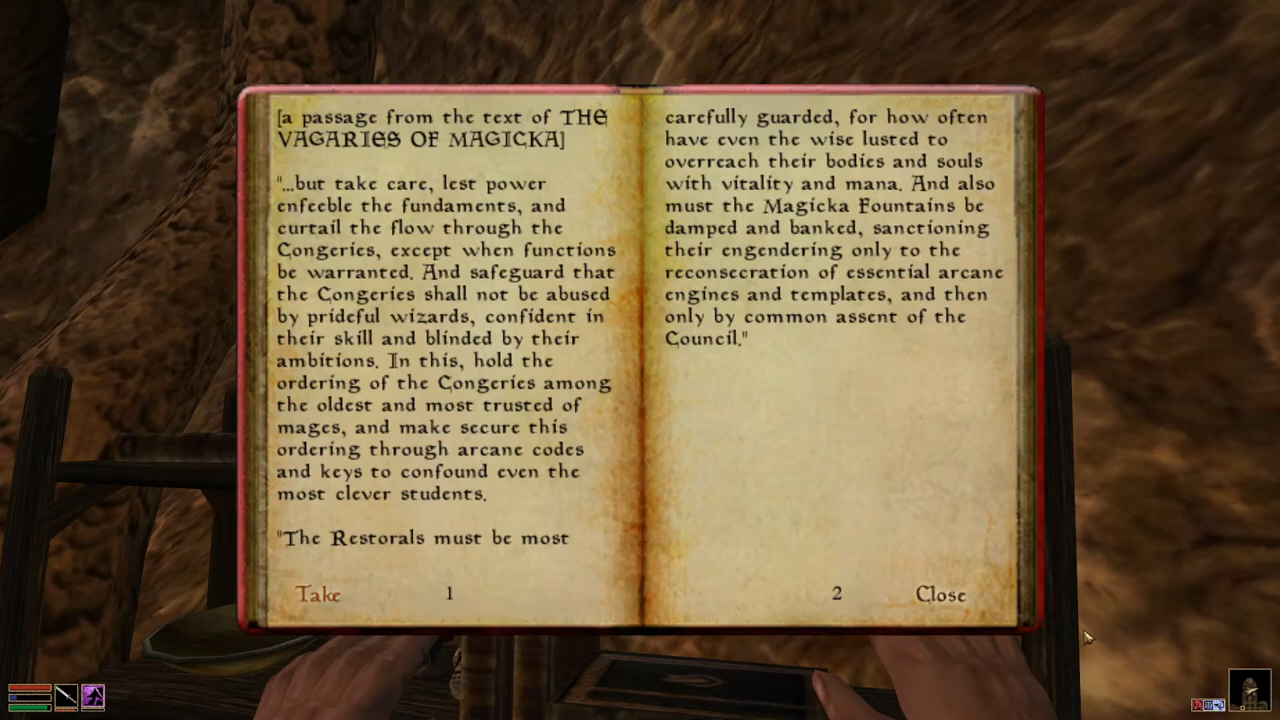 [a passage from the text of THE
VAGARIES OF MAGICKA]
"...but take care, lest power
enfeeble the fundaments, and
curtail the flow through the
Congeries, except when functions
be warranted. And safeguard that
the Congeries shall not be abused
by prideful wizards, confident in
their skill and blinded by their
ambitions. In this, hold the
ordering of the Congeries among
the oldest and most trusted of
mages, and make secure this
ordering through arcane codes
and keys to confound even the
most clever students.
"The Restorals must be most
Take
1
carefully guarded, for how often
have even the wise lusted to
overreach their bodies and souls
with vitality and mana. And also
must the Magicka Fountains be
damped and banked, sanctioning
their engendering only to the
reconsecration of essential arcane
engines and templates, and then
only by common assent of the
Council."
2
Close